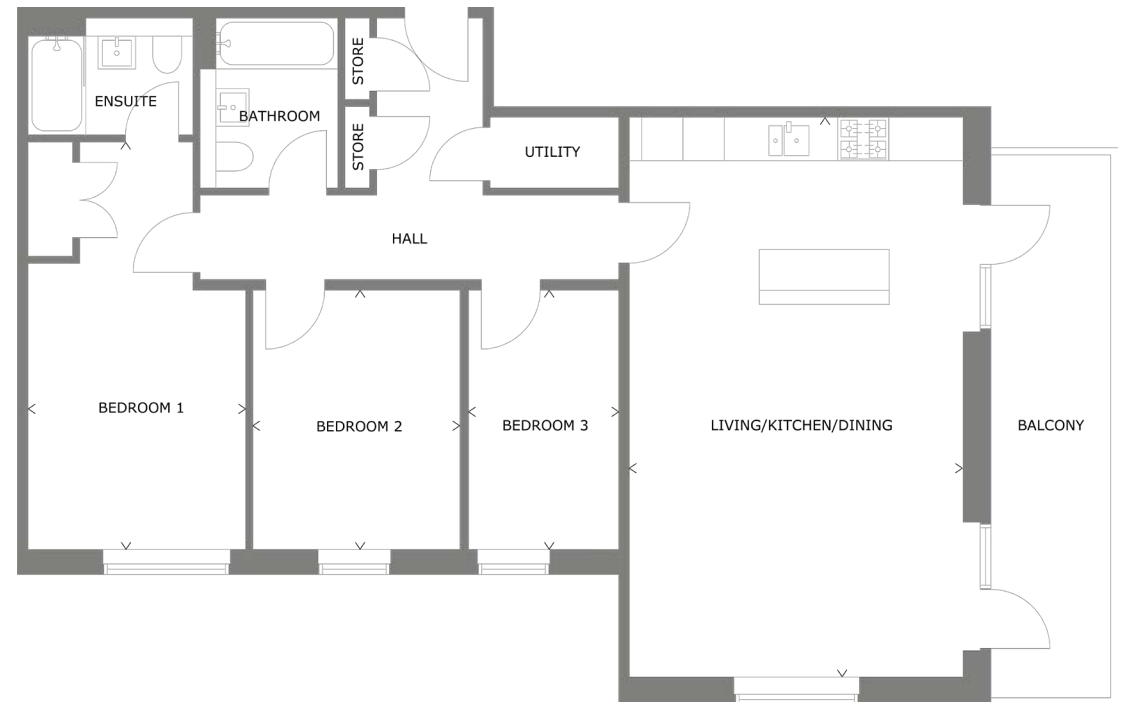 STORE
ENSUITE
BATHROOM
STORE
UTILITY
HALL
BEDROOM 1
BEDROOM 2
BEDROOM 3
LIVING/KITCHEN/DINING
BALCONY